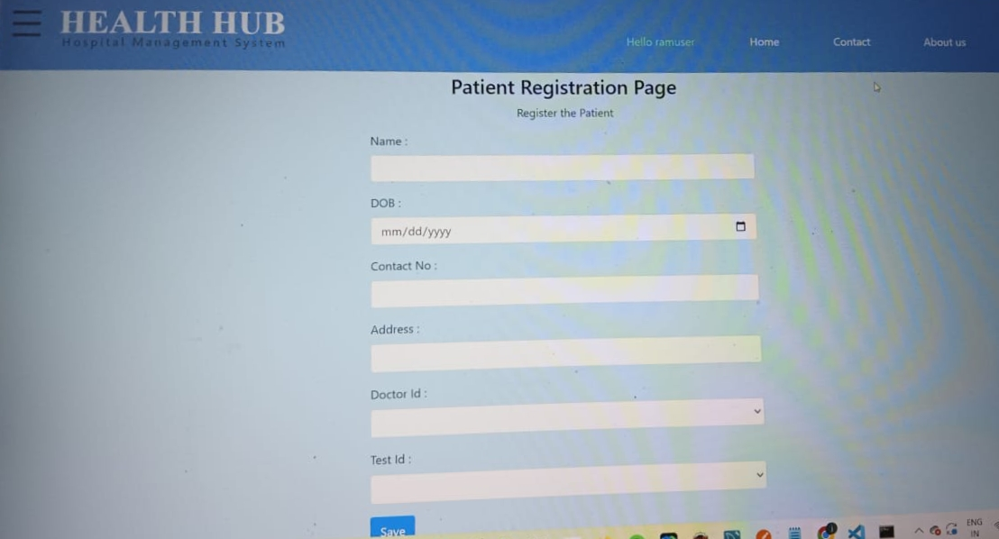 HEALTH HUB
Hospital Management System
Hello ramuser Home Contact About us
Patient Registration Page
Register the Patient
Name :
DOB :
mm/dd/yyyy
Contact No :
Address :
Doctor Id :
Test Id :
Save
ENG
IN